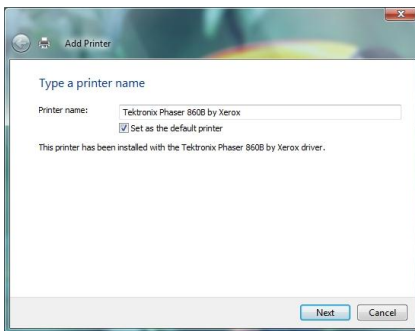 Add Printer
Type a printer name
Printer name:
Tektronix Phaser 860B by Xerox
Set as the default printer
This printer has been installed with the Tektronix Phaser 860B by Xerox driver.
Next Cancel